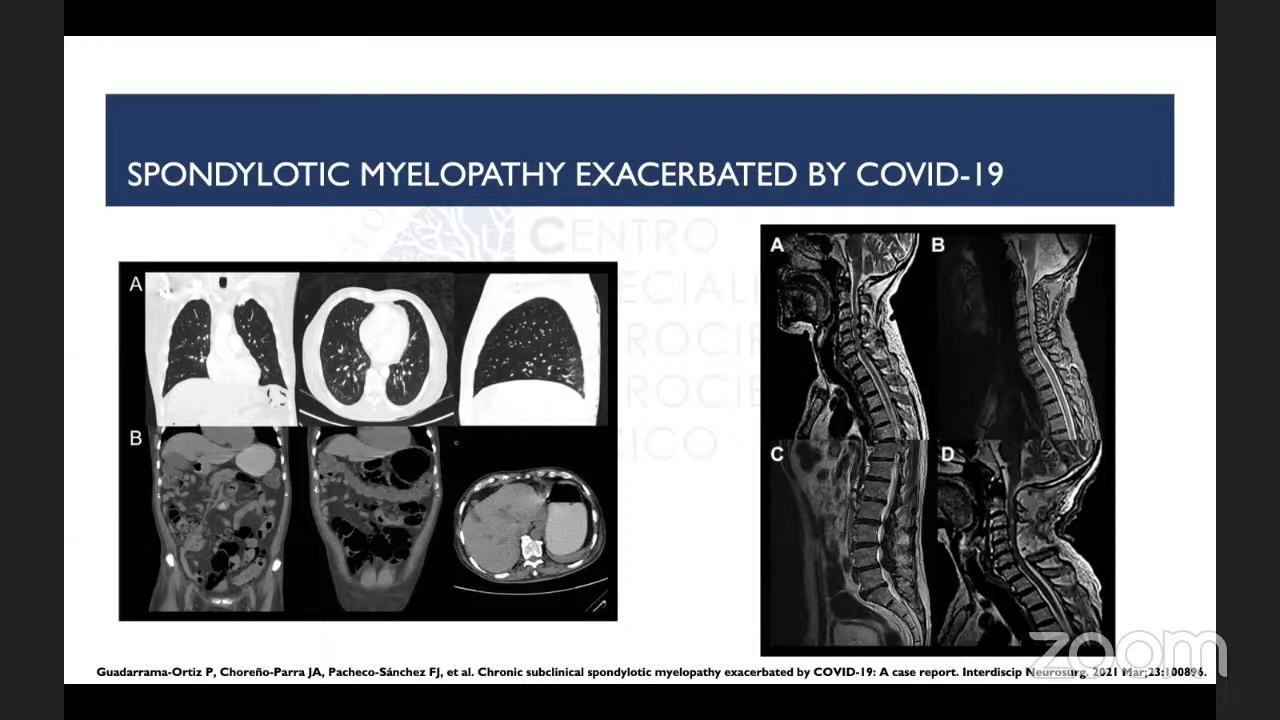 SPONDYLOTIC MYELOPATHY EXACERBATED BY COVID-19
CENTRO
A
B
A
B
C
D
zoom
Guadarrama-Ortiz P, Choreño-Parra JA, Pacheco-Sánchez FJ, et al. Chronic subclinical spondylotic myelopathy exacerbated by COVID-19: A case report. Interdiscip Neurosurg. 2021 Mar;23:100896.